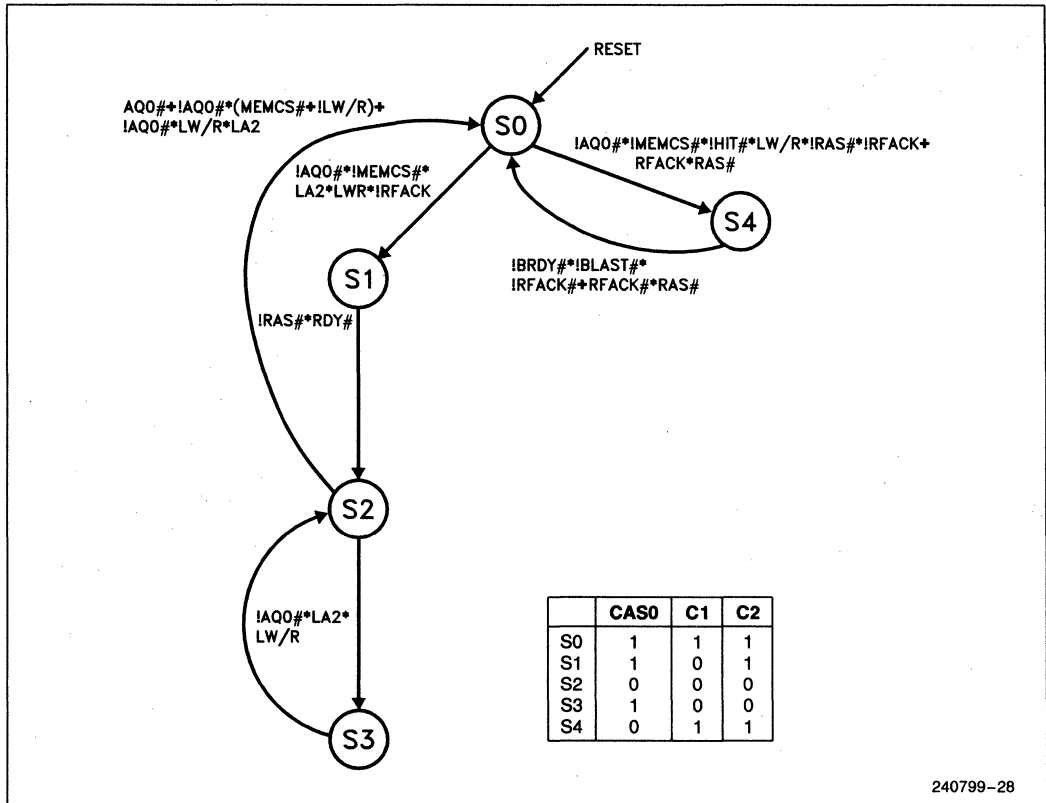 RESET
AQ0#+!AQ0#*(MEMCS#+!LW/R)+
!AQ0#*LW/R*LA2
S0
!AQ0#*!MEMCS#*!HIT#*LW/R*!RAS#*!RFACK+
RFACK*RAS#
!AQ0#*!MEMCS#*
LA2*LWR*!RFACK
S4
!BRDY#*!BLAST#*
!RFACK#+RFACK#*RAS#
S1
!RAS#*RDY#
S2
!AQ0#*LA2*
LW/R
S3
CAS0 C1 C2
S0 1 1 1
S1 1 0 1
S2 0 0 0
S3 1 0 0
S4 0 1 1
240799-28